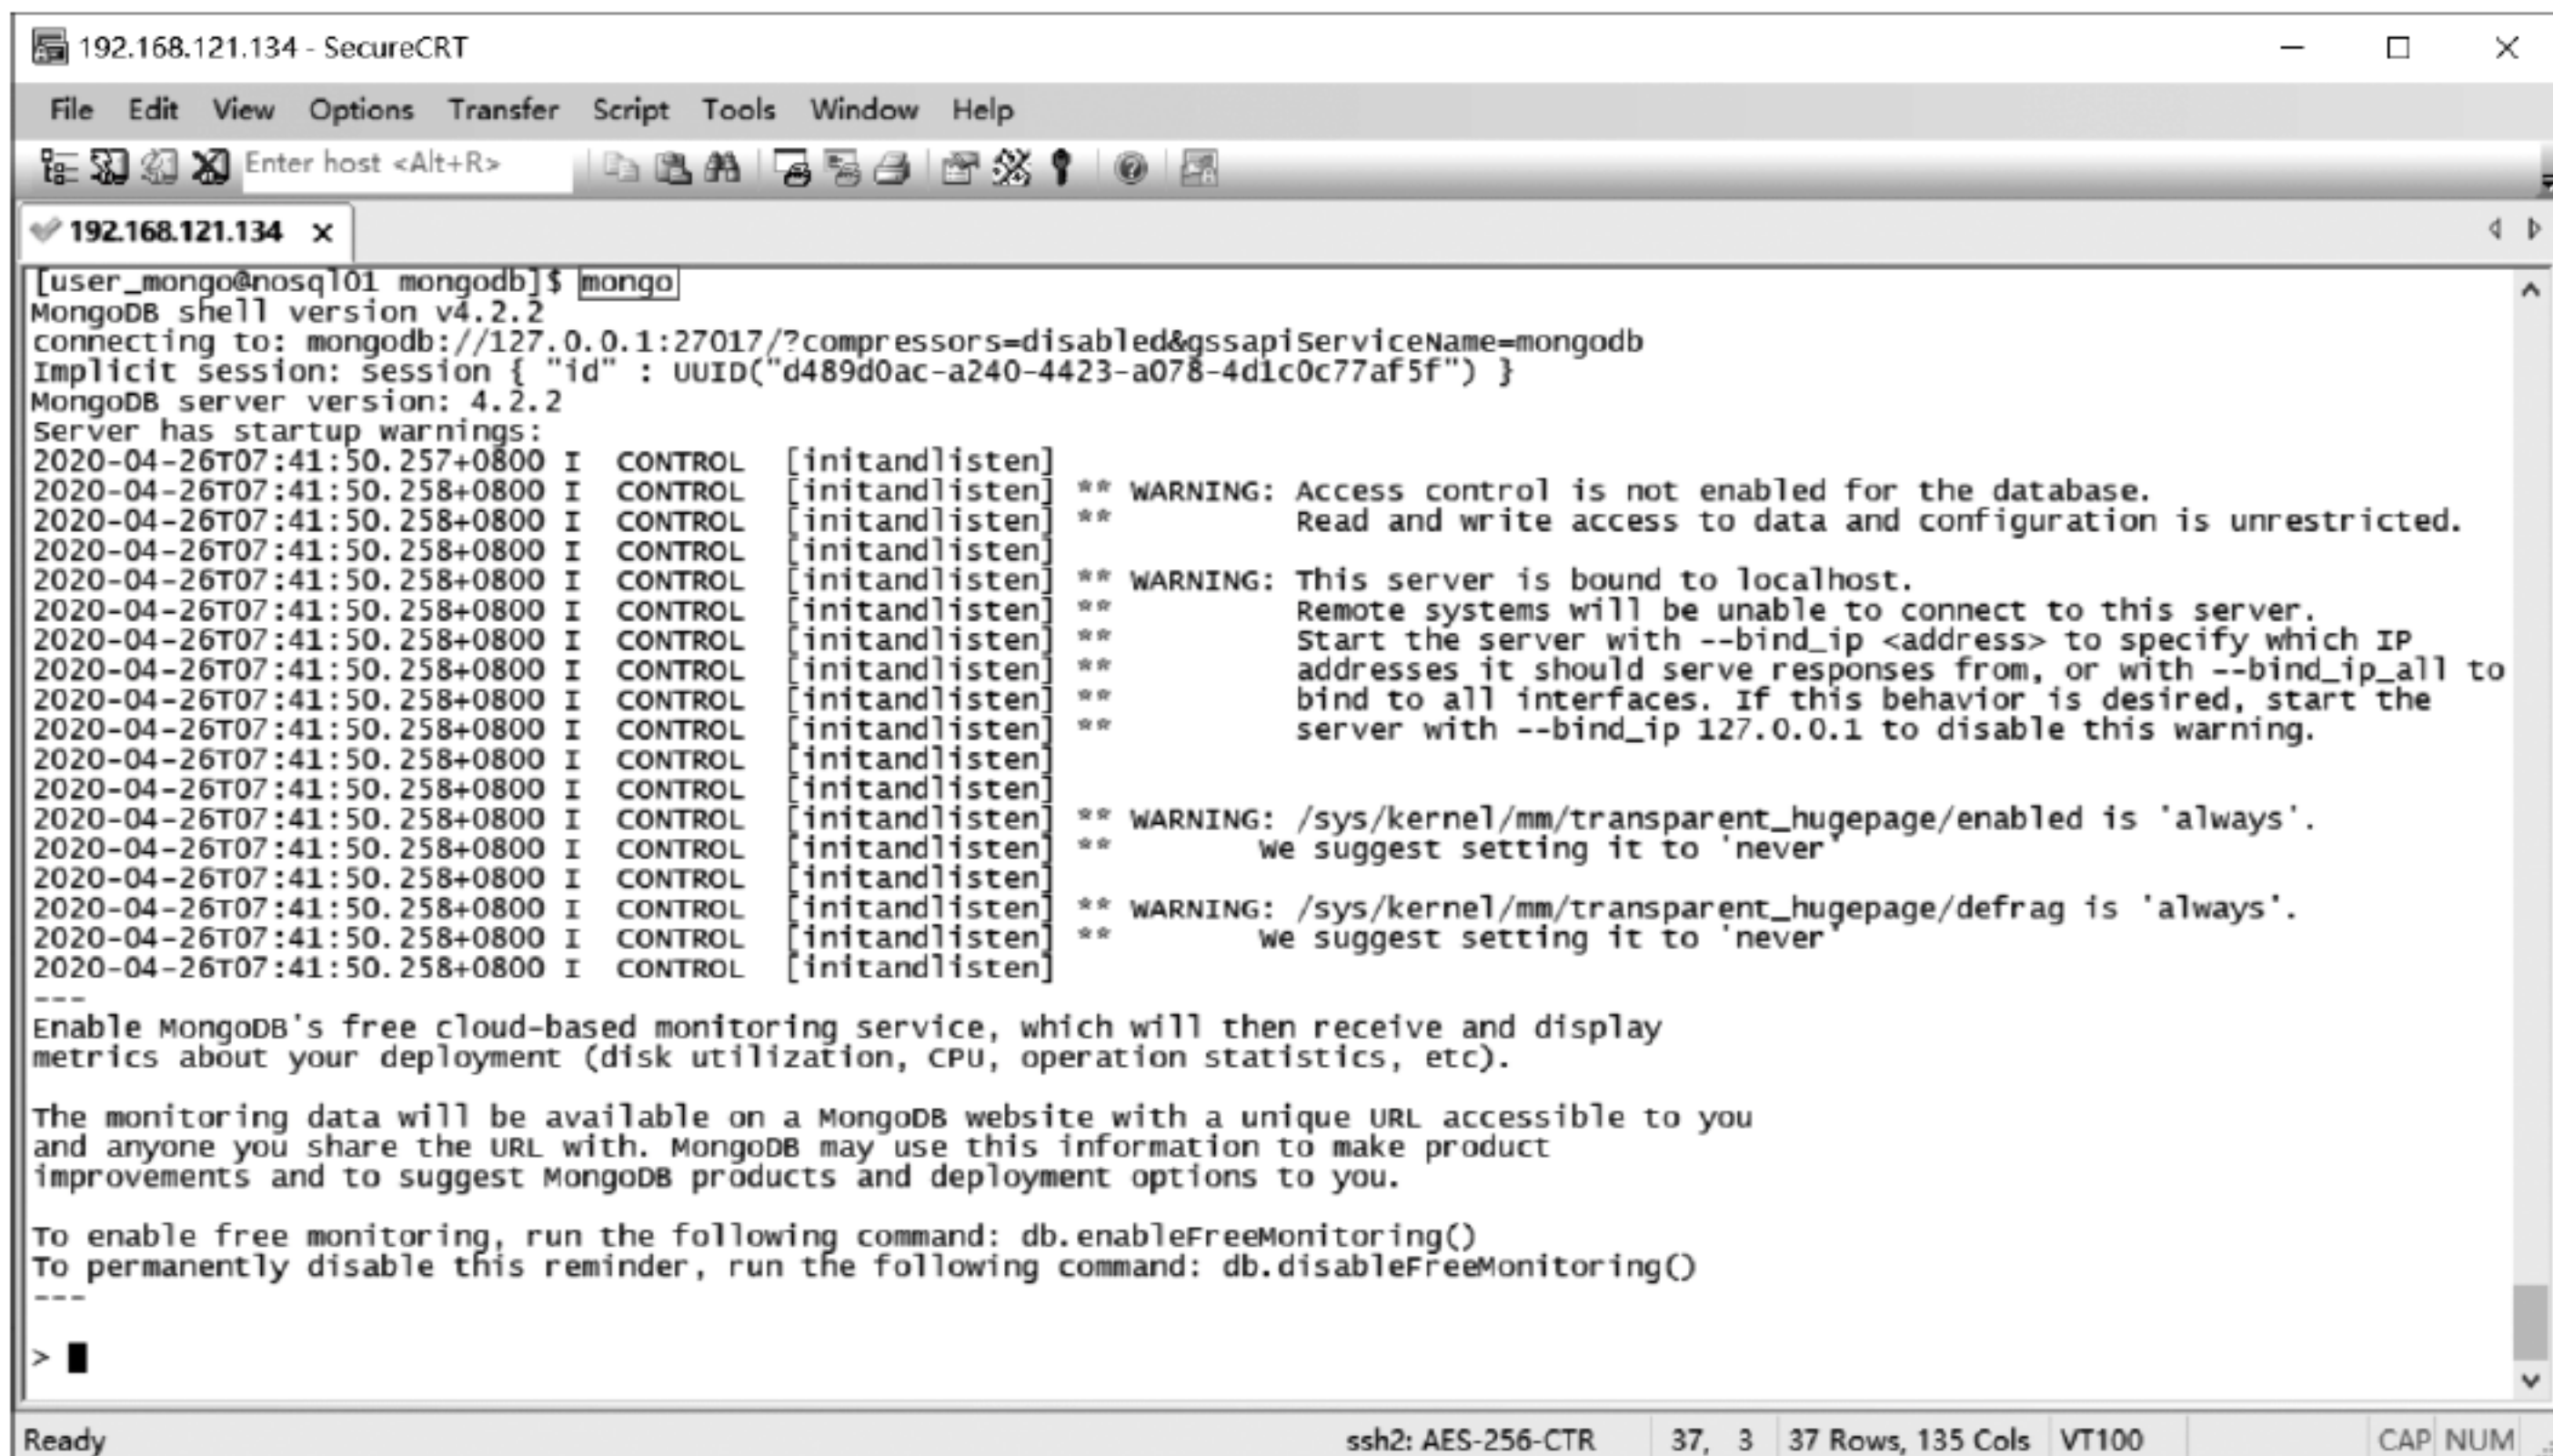 192.168.121.134 - SecureCRT
File Edit View Options Transfer Script Tools Window Help
Enter host <Alt+R>
192.168.121.134 x
[user_mongo@nosql01 mongodb]$ mongo
MongoDB shell version v4.2.2
connecting to: mongodb://127.0.0.1:27017/?compressors=disabled&gssapiServiceName=mongodb
Implicit session: session { "id" : UUID("d489d0ac-a240-4423-a078-4d1c0c77af5f") }
MongoDB server version: 4.2.2
Server has startup warnings:
2020-04-26T07:41:50.257+0800 I  CONTROL  [initandlisten]
2020-04-26T07:41:50.258+0800 I  CONTROL  [initandlisten] ** WARNING: Access control is not enabled for the database.
2020-04-26T07:41:50.258+0800 I  CONTROL  [initandlisten] **          Read and write access to data and configuration is unrestricted.
2020-04-26T07:41:50.258+0800 I  CONTROL  [initandlisten]
2020-04-26T07:41:50.258+0800 I  CONTROL  [initandlisten] ** WARNING: This server is bound to localhost.
2020-04-26T07:41:50.258+0800 I  CONTROL  [initandlisten] **          Remote systems will be unable to connect to this server.
2020-04-26T07:41:50.258+0800 I  CONTROL  [initandlisten] **          Start the server with --bind_ip <address> to specify which IP
2020-04-26T07:41:50.258+0800 I  CONTROL  [initandlisten] **          addresses it should serve responses from, or with --bind_ip_all to
2020-04-26T07:41:50.258+0800 I  CONTROL  [initandlisten] **          bind to all interfaces. If this behavior is desired, start the
2020-04-26T07:41:50.258+0800 I  CONTROL  [initandlisten] **          server with --bind_ip 127.0.0.1 to disable this warning.
2020-04-26T07:41:50.258+0800 I  CONTROL  [initandlisten]
2020-04-26T07:41:50.258+0800 I  CONTROL  [initandlisten]
2020-04-26T07:41:50.258+0800 I  CONTROL  [initandlisten] ** WARNING: /sys/kernel/mm/transparent_hugepage/enabled is 'always'.
2020-04-26T07:41:50.258+0800 I  CONTROL  [initandlisten] **        We suggest setting it to 'never'
2020-04-26T07:41:50.258+0800 I  CONTROL  [initandlisten]
2020-04-26T07:41:50.258+0800 I  CONTROL  [initandlisten] ** WARNING: /sys/kernel/mm/transparent_hugepage/defrag is 'always'.
2020-04-26T07:41:50.258+0800 I  CONTROL  [initandlisten] **        We suggest setting it to 'never'
2020-04-26T07:41:50.258+0800 I  CONTROL  [initandlisten]
---
Enable MongoDB's free cloud-based monitoring service, which will then receive and display
metrics about your deployment (disk utilization, CPU, operation statistics, etc).
The monitoring data will be available on a MongoDB website with a unique URL accessible to you
and anyone you share the URL with. MongoDB may use this information to make product
improvements and to suggest MongoDB products and deployment options to you.
To enable free monitoring, run the following command: db.enableFreeMonitoring()
To permanently disable this reminder, run the following command: db.disableFreeMonitoring()
---
>
Ready ssh2: AES-256-CTR 37, 3 37 Rows, 135 Cols VT100 CAP NUM